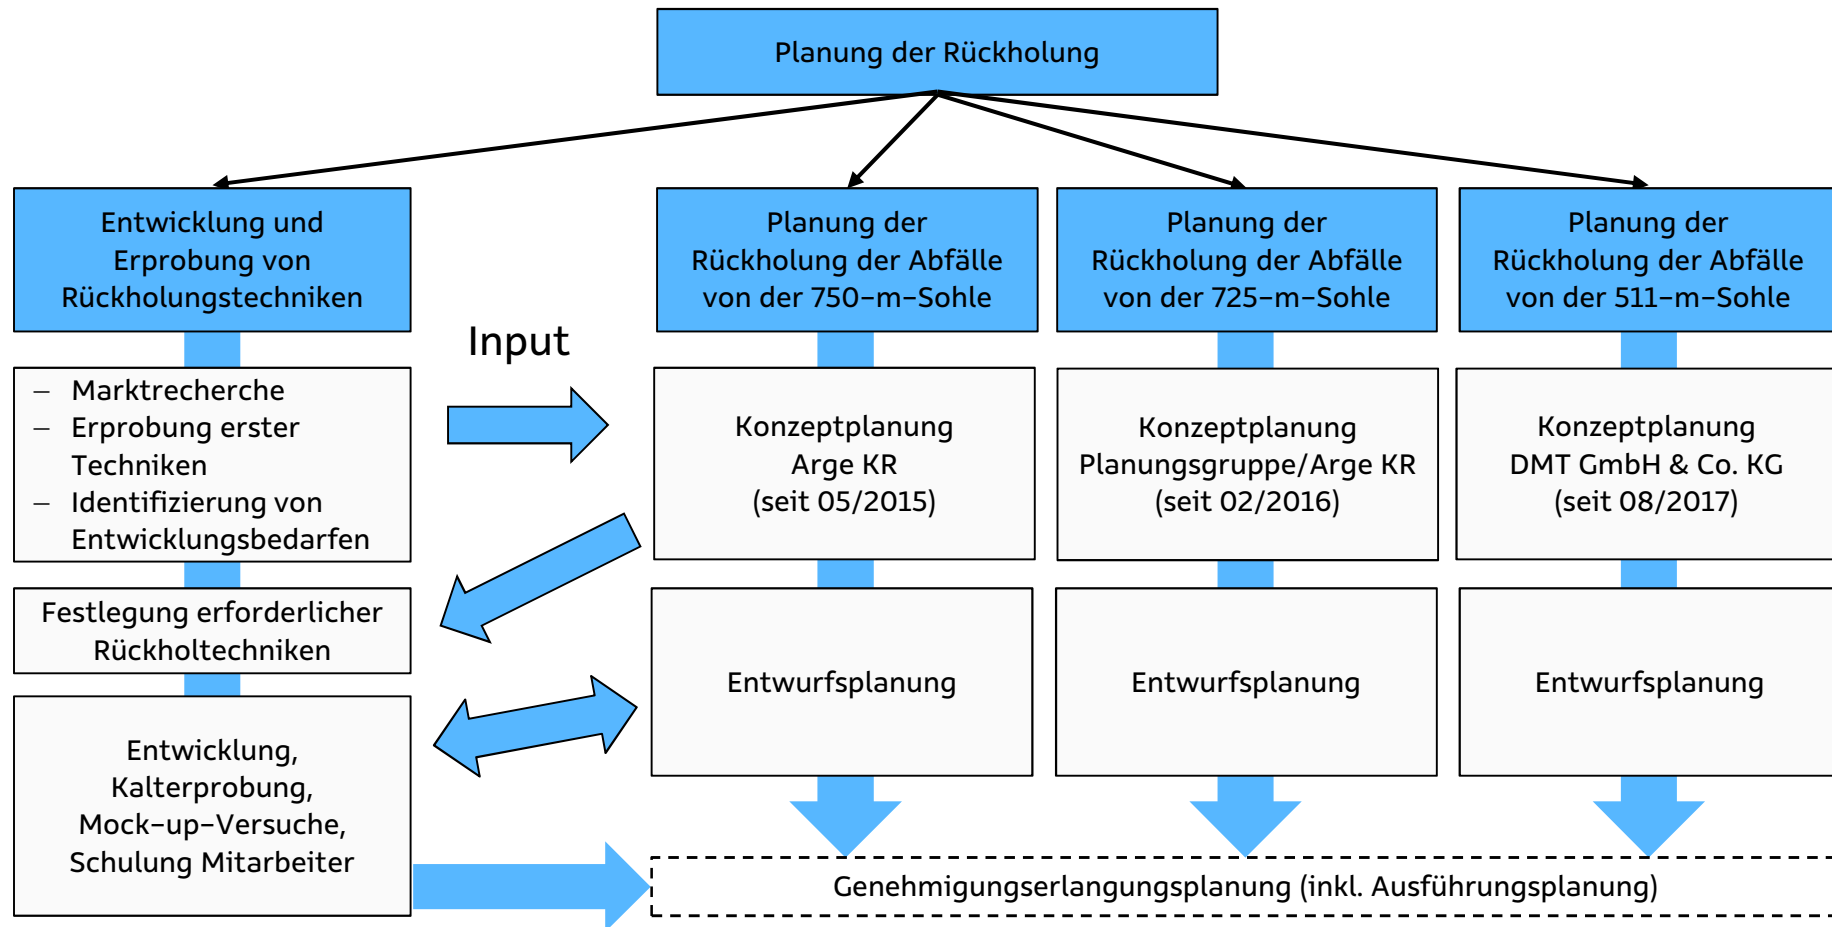 Planung der Rückholung
Entwicklung und
Erprobung von
Rückholungstechniken
Planung der
Rückholung der Abfälle
von der 750-m-Sohle
Planung der
Rückholung der Abfälle
von der 725-m-Sohle
Planung der
Rückholung der Abfälle
von der 511-m-Sohle
Input
– Marktrecherche
– Erprobung erster
Techniken
– Identifizierung von
Entwicklungsbedarfen
Konzeptplanung
Arge KR
(seit 05/2015)
Konzeptplanung
Planungsgruppe/Arge KR
(seit 02/2016)
Konzeptplanung
DMT GmbH & Co. KG
(seit 08/2017)
Festlegung erforderlicher
Rückholtechniken
Entwurfsplanung
Entwurfsplanung
Entwurfsplanung
Entwicklung,
Kalterprobung,
Mock-up-Versuche,
Schulung Mitarbeiter
Genehmigungserlangungsplanung (inkl. Ausführungsplanung)